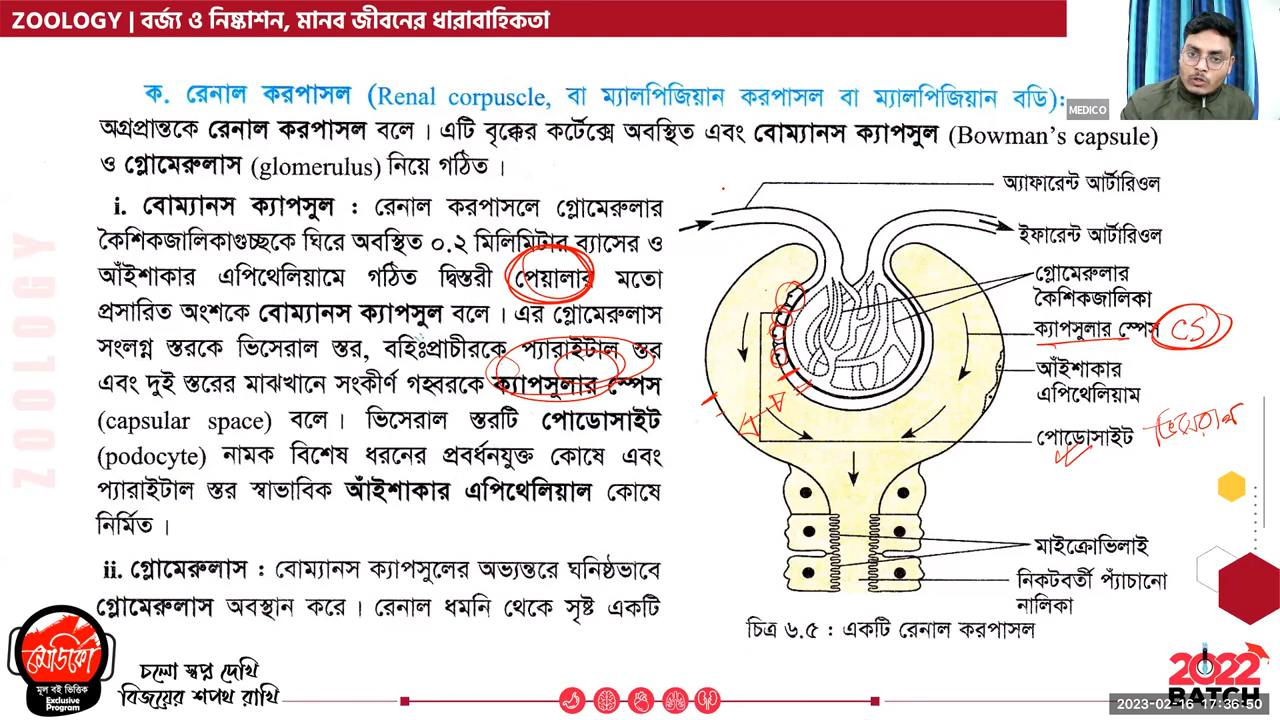 ZOOLOGY | বর্জ্য ও নিষ্কাশন, মানব জীবনের ধারাবাহিকতা
MEDICO
ক. রেনাল করপাসল (Renal corpuscle, বা ম্যালপিজিয়ান করপাসল বা ম্যালপিজিয়ান বডি):
অগ্রপ্রান্তকে রেনাল করপাসল বলে। এটি বৃক্কের কর্টেক্সে অবস্থিত এবং বোম্যানস ক্যাপসুল (Bowman's capsule)
ও গ্লোমেরুলাস (glomerulus) নিয়ে গঠিত।
i. বোম্যানস ক্যাপসুল : রেনাল করপাসলে গ্লোমেরুলার
কৈশিকজালিকাগুচ্ছকে ঘিরে অবস্থিত ০.২ মিলিমিটার ব্যাসের ও
আঁইশাকার এপিথেলিয়ামে গঠিত দ্বিস্তরী পেয়ালার মতো
প্রসারিত অংশকে বোম্যানস ক্যাপসুল বলে। এর গ্লোমেরুলাস
সংলগ্ন স্তরকে ভিসেরাল স্তর, বহিঃপ্রাচীরকে প্যারাইটাল স্তর
এবং দুই স্তরের মাঝখানে সংকীর্ণ গহ্বরকে ক্যাপসুলার স্পেস
(capsular space) বলে। ভিসেরাল স্তরটি পোডোসাইট
(podocyte) নামক বিশেষ ধরনের প্রবর্ধনযুক্ত কোষে এবং
প্যারাইটাল স্তর স্বাভাবিক আঁইশাকার এপিথেলিয়াল কোষে
নির্মিত।
ii. গ্লোমেরুলাস : বোম্যানস ক্যাপসুলের অভ্যন্তরে ঘনিষ্ঠভাবে
গ্লোমেরুলাস অবস্থান করে। রেনাল ধমনি থেকে সৃষ্ট একটি
অ্যাফারেন্ট আর্টারিওল
ইফারেন্ট আর্টারিওল
গ্লোমেরুলার
কৈশিকজালিকা
ক্যাপসুলার স্পেস CS
আঁইশাকার
এপিথেলিয়াম
পোডোসাইট ভিসেরাল
মাইক্রোভিলাই
নিকটবর্তী প্যাঁচানো
নালিকা
চিত্র ৬.৫ : একটি রেনাল করপাসল
ZOOLOGY
মেডিকো
মূল বই ভিত্তিক
Exclusive
Program
চলো স্বপ্ন দেখি
বিজয়ের শপথ রাখি
2022
BATCH
2023-02-16 17:36:50